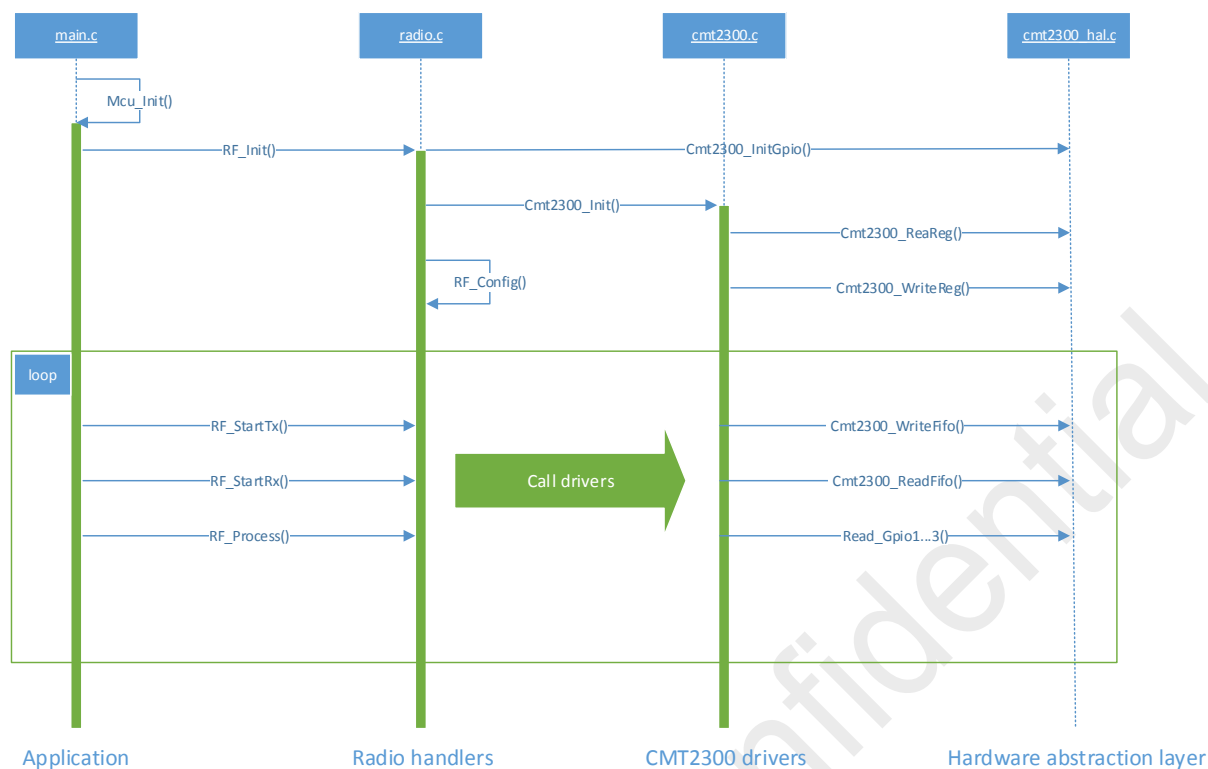 main.c
radio.c
cmt2300.c
cmt2300_hal.c
Mcu_Init()
RF_Init()
Cmt2300_InitGpio()
Cmt2300_Init()
Cmt2300_ReaReg()
RF_Config()
Cmt2300_WriteReg()
loop
RF_StartTx()
Cmt2300_WriteFifo()
RF_StartRx()
Call drivers
Cmt2300_ReadFifo()
RF_Process()
Read_Gpio1...3()
nfidential
Application
Radio handlers
CMT2300 drivers
Hardware abstraction layer